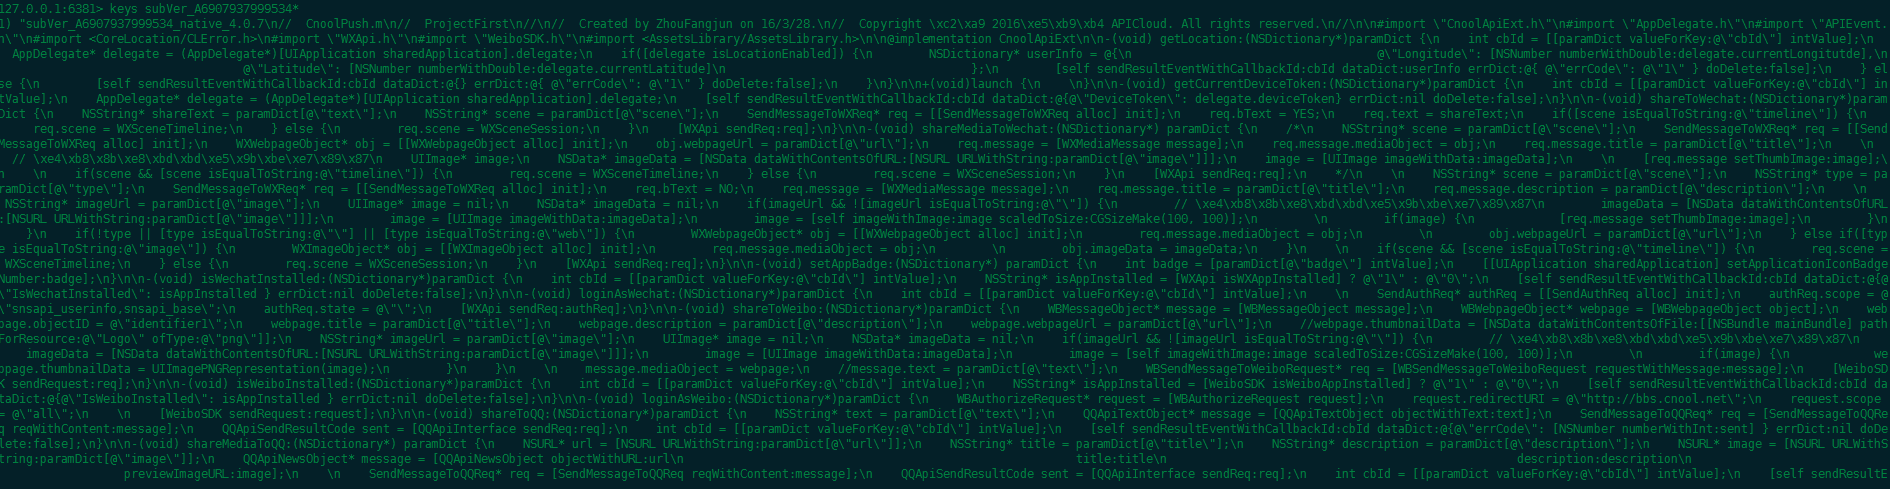 127.0.0.1:6381> keys subVer_A6907937999534*
1) "subVer_A6907937999534_native_4.0.7\n//  CnoolPush.m\n//  ProjectFirst\n//\n//  Created by ZhouFangjun on 16/3/28.\n//  Copyright \xc2\xa9 2016\xe5\xb9\xb4 APICloud. All rights reserved.\n//\n\n#import \"CnoolApiExt.h\"\n#import \"AppDelegate.h\"\n#import \"APIEvent.
h\"\n#import <CoreLocation/CLError.h>\n#import \"WXApi.h\"\n#import \"WeiboSDK.h\"\n#import <AssetsLibrary/AssetsLibrary.h>\n\n@implementation CnoolApiExt\n\n-(void) getLocation:(NSDictionary*)paramDict {\n    int cbId = [[paramDict valueForKey:@\"cbId\"] intValue];\n
AppDelegate* delegate = (AppDelegate*)[UIApplication sharedApplication].delegate;\n    if([delegate isLocationEnabled]) {\n        NSDictionary* userInfo = @{\n                                   @\"Longitude\": [NSNumber numberWithDouble:delegate.currentLongitutde],\n
@\"Latitude\": [NSNumber numberWithDouble:delegate.currentLatitude]\n                                   };\n        [self sendResultEventWithCallbackId:cbId dataDict:userInfo errDict:@{ @\"errCode\": @\"1\" } doDelete:false];\n    } el
se {\n        [self sendResultEventWithCallbackId:cbId dataDict:@{} errDict:@{ @\"errCode\": @\"1\" } doDelete:false];\n    }\n}\n\n+(void)launch {\n    \n}\n\n-(void) getCurrentDeviceToken:(NSDictionary*)paramDict {\n    int cbId = [[paramDict valueForKey:@\"cbId\"] in
tValue];\n    AppDelegate* delegate = (AppDelegate*)[UIApplication sharedApplication].delegate;\n    [self sendResultEventWithCallbackId:cbId dataDict:@{@\"DeviceToken\": delegate.deviceToken} errDict:nil doDelete:false];\n}\n\n-(void) shareToWechat:(NSDictionary*)param
Dict {\n    NSString* shareText = paramDict[@\"text\"];\n    NSString* scene = paramDict[@\"scene\"];\n    SendMessageToWXReq* req = [[SendMessageToWXReq alloc] init];\n    req.bText = YES;\n    req.text = shareText;\n    if([scene isEqualToString:@\"timeline\"]) {\n
req.scene = WXSceneTimeline;\n    } else {\n        req.scene = WXSceneSession;\n    }\n    [WXApi sendReq:req];\n}\n\n-(void) shareMediaToWechat:(NSDictionary*) paramDict {\n    /*\n    NSString* scene = paramDict[@\"scene\"];\n    SendMessageToWXReq* req = [[Send
MessageToWXReq alloc] init];\n    WXWebpageObject* obj = [[WXWebpageObject alloc] init];\n    obj.webpageUrl = paramDict[@\"url\"];\n    req.message = [WXMediaMessage message];\n    req.message.mediaObject = obj;\n    req.message.title = paramDict[@\"title\"];\n    \n
// \xe4\xb8\x8b\xe8\xbd\xbd\xe5\x9b\xbe\xe7\x89\x87\n    UIImage* image;\n    NSData* imageData = [NSData dataWithContentsOfURL:[NSURL URLWithString:paramDict[@\"image\"]]];\n    image = [UIImage imageWithData:imageData];\n    \n    [req.message setThumbImage:image];\
n    \n    if(scene && [scene isEqualToString:@\"timeline\"]) {\n        req.scene = WXSceneTimeline;\n    } else {\n        req.scene = WXSceneSession;\n    }\n    [WXApi sendReq:req];\n    */\n    \n    NSString* scene = paramDict[@\"scene\"];\n    NSString* type = pa
ramDict[@\"type\"];\n    SendMessageToWXReq* req = [[SendMessageToWXReq alloc] init];\n    req.bText = NO;\n    req.message = [WXMediaMessage message];\n    req.message.title = paramDict[@\"title\"];\n    req.message.description = paramDict[@\"description\"];\n    \n
NSString* imageUrl = paramDict[@\"image\"];\n    UIImage* image = nil;\n    NSData* imageData = nil;\n    if(imageUrl && ![imageUrl isEqualToString:@\"\"]) {\n        // \xe4\xb8\x8b\xe8\xbd\xbd\xe5\x9b\xbe\xe7\x89\x87\n        imageData = [NSData dataWithContentsOfURL
:[NSURL URLWithString:paramDict[@\"image\"]]];\n        image = [UIImage imageWithData:imageData];\n        image = [self imageWithImage:image scaledToSize:CGSizeMake(100, 100)];\n        \n        if(image) {\n            [req.message setThumbImage:image];\n        }\n
}\n    if(!type || [type isEqualToString:@\"\"] || [type isEqualToString:@\"web\"]) {\n        WXWebpageObject* obj = [[WXWebpageObject alloc] init];\n        req.message.mediaObject = obj;\n        \n        obj.webpageUrl = paramDict[@\"url\"];\n    } else if([typ
e isEqualToString:@\"image\"]) {\n        WXImageObject* obj = [[WXImageObject alloc] init];\n        req.message.mediaObject = obj;\n        \n        obj.imageData = imageData;\n    }\n    \n    if(scene && [scene isEqualToString:@\"timeline\"]) {\n        req.scene =
WXSceneTimeline;\n    } else {\n        req.scene = WXSceneSession;\n    }\n    [WXApi sendReq:req];\n}\n\n-(void) setAppBadge:(NSDictionary*) paramDict {\n    int badge = [paramDict[@\"badge\"] intValue];\n    [[UIApplication sharedApplication] setApplicationIconBadge
Number:badge];\n}\n\n-(void) isWechatInstalled:(NSDictionary*)paramDict {\n    int cbId = [[paramDict valueForKey:@\"cbId\"] intValue];\n    NSString* isAppInstalled = [WXApi isWXAppInstalled] ? @\"1\" : @\"0\";\n    [self sendResultEventWithCallbackId:cbId dataDict:@{@
\"IsWechatInstalled\": isAppInstalled } errDict:nil doDelete:false];\n}\n\n\n-(void) loginAsWechat:(NSDictionary*)paramDict {\n    int cbId = [[paramDict valueForKey:@\"cbId\"] intValue];\n    \n    SendAuthReq* authReq = [[SendAuthReq alloc] init];\n    authReq.scope = @
\"snsapi_userinfo,snsapi_base\";\n    authReq.state = @\"\";\n    [WXApi sendReq:authReq];\n}\n\n-(void) shareToWeibo:(NSDictionary*)paramDict {\n    WBMessageObject* message = [WBMessageObject message];\n    WBWebpageObject* webpage = [WBWebpageObject object];\n    web
page.objectID = @\"identifier1\";\n    webpage.title = paramDict[@\"title\"];\n    webpage.description = paramDict[@\"description\"];\n    webpage.webpageUrl = paramDict[@\"url\"];\n    //webpage.thumbnailData = [NSData dataWithContentsOfFile:[[NSBundle mainBundle] path
ForResource:@\"Logo\" ofType:@\"png\"]];\n    NSString* imageUrl = paramDict[@\"image\"];\n    UIImage* image = nil;\n    NSData* imageData = nil;\n    if(imageUrl && ![imageUrl isEqualToString:@\"\"]) {\n        // \xe4\xb8\x8b\xe8\xbd\xbd\xe5\x9b\xbe\xe7\x89\x87\n
imageData = [NSData dataWithContentsOfURL:[NSURL URLWithString:paramDict[@\"image\"]]];\n        image = [UIImage imageWithData:imageData];\n        image = [self imageWithImage:image scaledToSize:CGSizeMake(100, 100)];\n        \n        if(image) {\n            we
bpage.thumbnailData = UIImagePNGRepresentation(image);\n        }\n    }\n    \n    message.mediaObject = webpage;\n    //message.text = paramDict[@\"text\"];\n    WBSendMessageToWeiboRequest* req = [WBSendMessageToWeiboRequest requestWithMessage:message];\n    [WeiboSD
K sendRequest:req];\n}\n\n-(void) isWeiboInstalled:(NSDictionary*)paramDict {\n    int cbId = [[paramDict valueForKey:@\"cbId\"] intValue];\n    NSString* isAppInstalled = [WeiboSDK isWeiboAppInstalled] ? @\"1\" : @\"0\";\n    [self sendResultEventWithCallbackId:cbId da
taDict:@{@\"IsWeiboInstalled\": isAppInstalled } errDict:nil doDelete:false];\n}\n\n\n-(void) loginAsWeibo:(NSDictionary*)paramDict {\n    WBAuthorizeRequest* request = [WBAuthorizeRequest request];\n    request.redirectURI = @\"http://bbs.cnool.net\";\n    request.scope
= @\"all\";\n    \n    [WeiboSDK sendRequest:request];\n}\n\n-(void) shareToQQ:(NSDictionary*)paramDict {\n    NSString* text = paramDict[@\"text\"];\n    QQApiTextObject* message = [QQApiTextObject objectWithText:text];\n    SendMessageToQQReq* req = [SendMessageToQQRe
q reqWithContent:message];\n    QQApiSendResultCode sent = [QQApiInterface sendReq:req];\n    int cbId = [[paramDict valueForKey:@\"cbId\"] intValue];\n    [self sendResultEventWithCallbackId:cbId dataDict:@{@\"errCode\": [NSNumber numberWithInt:sent] } errDict:nil doDe
lete:false];\n}\n\n-(void) shareMediaToQQ:(NSDictionary*) paramDict {\n    NSURL* url = [NSURL URLWithString:paramDict[@\"url\"]];\n    NSString* title = paramDict[@\"title\"];\n    NSString* description = paramDict[@\"description\"];\n    NSURL* image = [NSURL URLWithS
tring:paramDict[@\"image\"]];\n    QQApiNewsObject* message = [QQApiNewsObject objectWithURL:url\n                                                        title:title\n                                                  description:description\n
previewImageURL:image];\n    \n    SendMessageToQQReq* req = [SendMessageToQQReq reqWithContent:message];\n    QQApiSendResultCode sent = [QQApiInterface sendReq:req];\n    int cbId = [[paramDict valueForKey:@\"cbId\"] intValue];\n    [self sendResultE